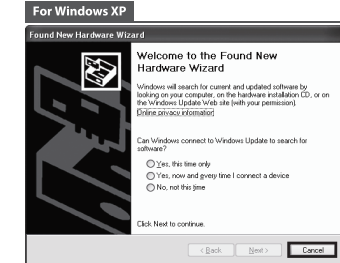 For Windows XP
Found New Hardware Wizard
Welcome to the Found New
Hardware Wizard
Windows will search for current and updated software by
looking on your computer, on the hardware installation CD, or on
the Windows Update Web site (with your permission).
Online privacy information
Can Windows connect to Windows Update to search for
software?
Yes, this time only
Yes, now and every time I connect a device
No, not this time
Click Next to continue.
< Back Next > Cancel